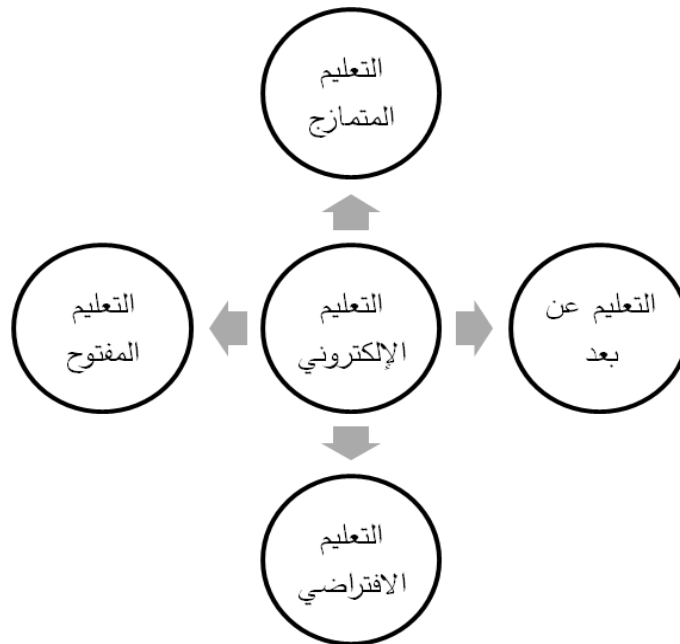 التعليم
المتمازج
التعليم عن
بعد
التعليم
الإلكتروني
التعليم
المفتوح
التعليم
الافتراضي